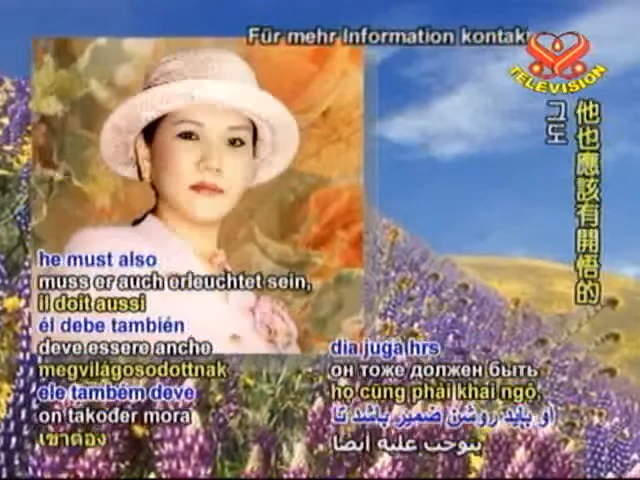 Für mehr Information kontak
TELEVISION
他也應該有開悟的
그도
he must also
muss er auch erleuchtet sein,
il doit aussi
él debe también
deve essere anche
megvilágosodottnak
ele também deve
on također mora
เขาต้อง
dia juga hrs
он тоже должен быть
họ cũng phải khai ngộ,
او باید روشن ضمیر باشد تا
يتوجب عليه أيضا